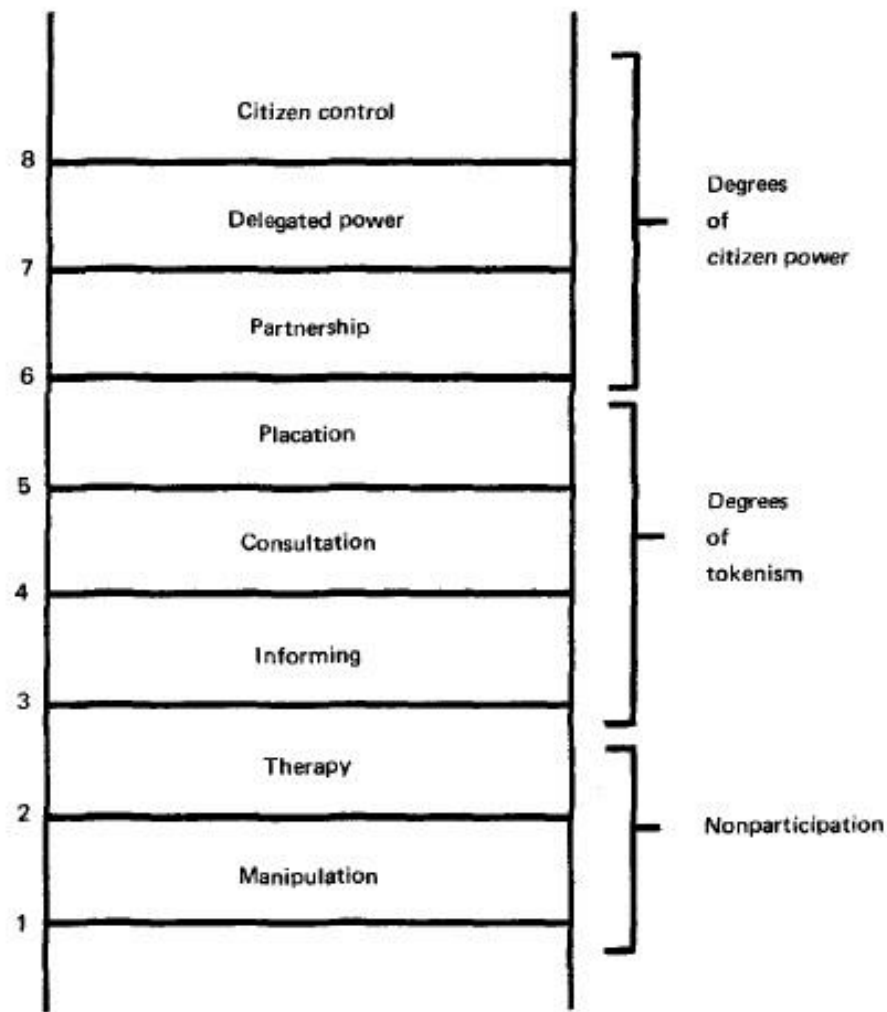 Citizen control
8
Delegated power
7
Partnership
6
Placation
5
Consultation
4
Informing
3
Therapy
2
Manipulation
1
Degrees
of
citizen power
Degrees
of
tokenism
Nonparticipation